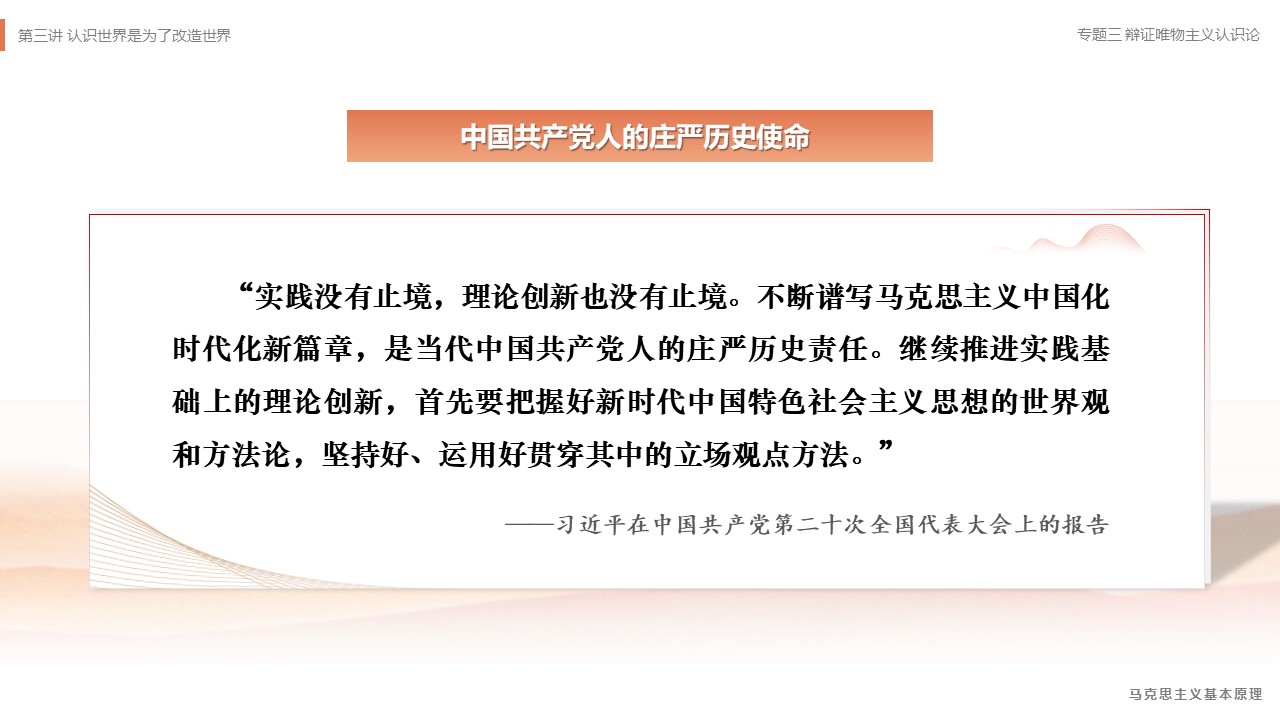 第三讲 认识世界是为了改造世界
专题三 辩证唯物主义认识论
中国共产党人的庄严历史使命
“实践没有止境，理论创新也没有止境。不断谱写马克思主义中国化
时代化新篇章，是当代中国共产党人的庄严历史责任。继续推进实践基
础上的理论创新，首先要把握好新时代中国特色社会主义思想的世界观
和方法论，坚持好、运用好贯穿其中的立场观点方法。”
——习近平在中国共产党第二十次全国代表大会上的报告
马克思主义基本原理